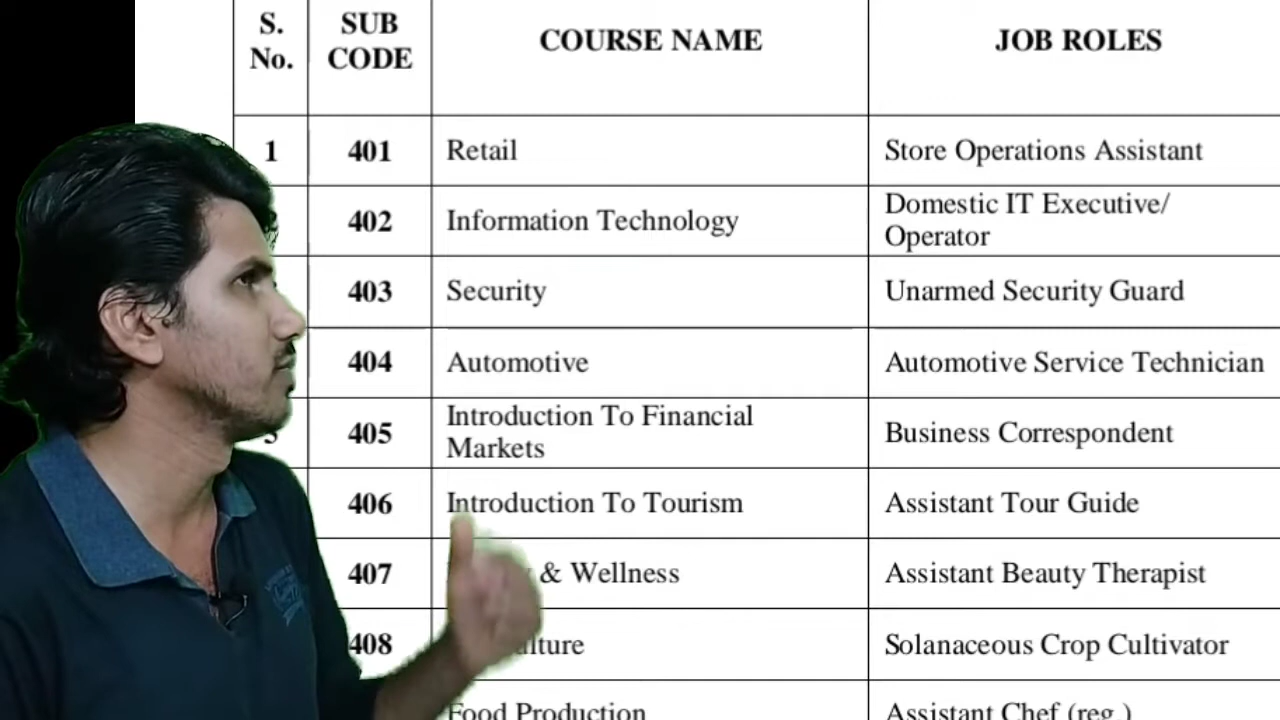 S. No.
SUB CODE
COURSE NAME
JOB ROLES
1 401 Retail Store Operations Assistant
402 Information Technology Domestic IT Executive/ Operator
403 Security Unarmed Security Guard
404 Automotive Automotive Service Technician
405 Introduction To Financial Markets Business Correspondent
406 Introduction To Tourism Assistant Tour Guide
407 & Wellness Assistant Beauty Therapist
408 Solanaceous Crop Cultivator
Food Production Assistant Chef (reg.)